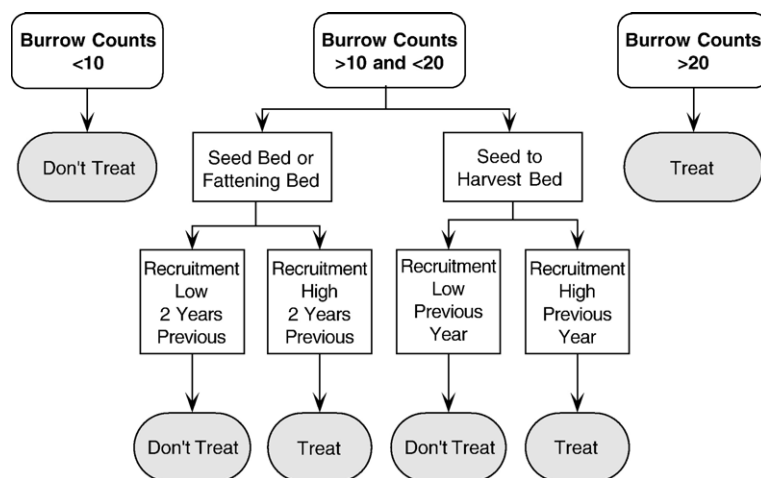 Burrow Counts
<10
Burrow Counts
>10 and <20
Burrow Counts
>20
Don't Treat
Seed Bed or
Fattening Bed
Seed to
Harvest Bed
Treat
Recruitment
Low
2 Years
Previous
Recruitment
High
2 Years
Previous
Recruitment
Low
Previous
Year
Recruitment
High
Previous
Year
Don't Treat
Treat
Don't Treat
Treat